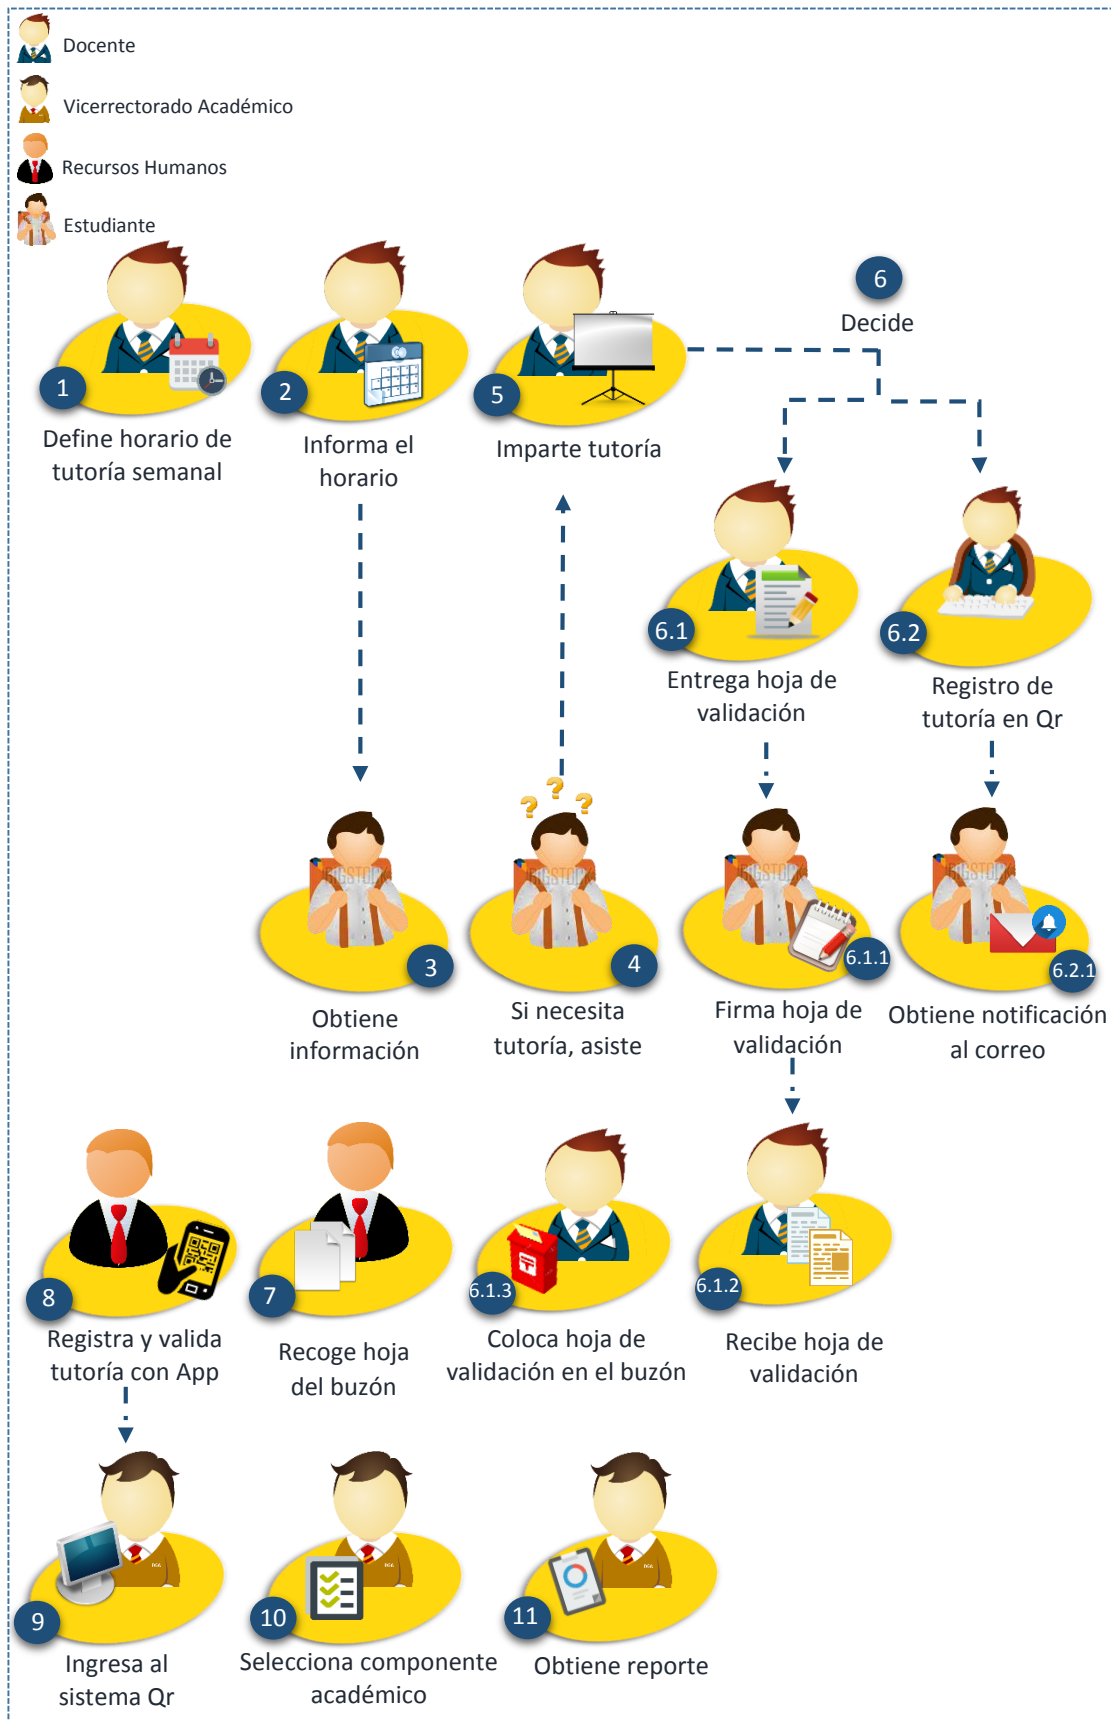 Docente
Vicerrectorado Académico
Recursos Humanos
Estudiante
6
Decide
1
Define horario de
tutoría semanal
2
Informa el
horario
5
Imparte tutoría
6.1
Entrega hoja de
validación
6.2
Registro de
tutoría en Qr
? ? ?
BIGSTOCK
BIGSTOCK
BIGSTOCK
BIGSTOCK
3
Obtiene
información
4
Si necesita
tutoría, asiste
6.1.1
Firma hoja de
validación
6.2.1
Obtiene notificación
al correo
8
Registra y valida
tutoría con App
7
Recoge hoja
del buzón
6.1.3
Coloca hoja de
validación en el buzón
6.1.2
Recibe hoja de
validación
9
Ingresa al
sistema Qr
10
Selecciona componente
académico
11
Obtiene reporte